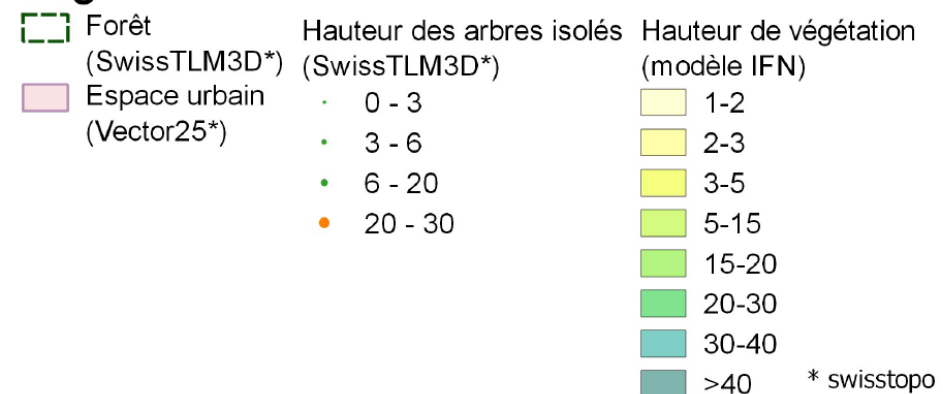 Forêt
(SwissTLM3D*)
Espace urbain
(Vector25*)
Hauteur des arbres isolés
(SwissTLM3D*)
0 - 3
3 - 6
6 - 20
20 - 30
Hauteur de végétation
(modèle IFN)
1-2
2-3
3-5
5-15
15-20
20-30
30-40
>40
* swisstopo